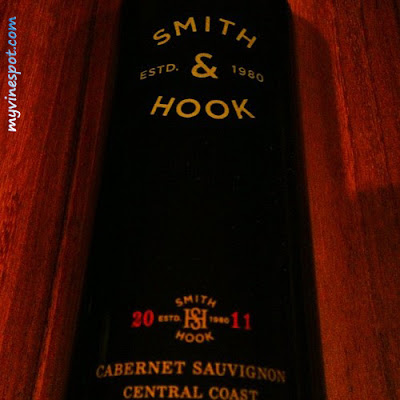 myvinespot.com
SMITH
ESTD. & 1980
HOOK
SMITH
20 ESTD. SH 1980 11
HOOK
CABERNET SAUVIGNON
CENTRAL COAST